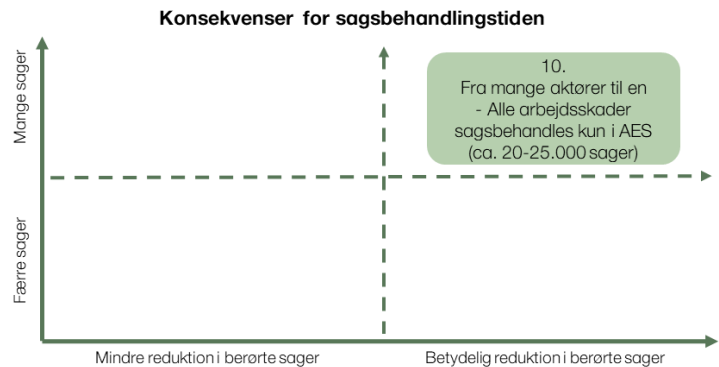 Konsekvenser for sagsbehandlingstiden
Mange sager
10.
Fra mange aktører til en
- Alle arbejdsskader
sagsbehandles kun i AES
(ca. 20-25.000 sager)
Færre sager
Mindre reduktion i berørte sager
Betydelig reduktion i berørte sager